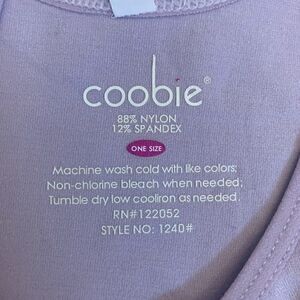 coobie®
88% NYLON
12% SPANDEX
ONE SIZE
Machine wash cold with like colors;
Non-chlorine bleach when needed;
Tumble dry low cooliron as needed.
RN#122052
STYLE NO: 1240#